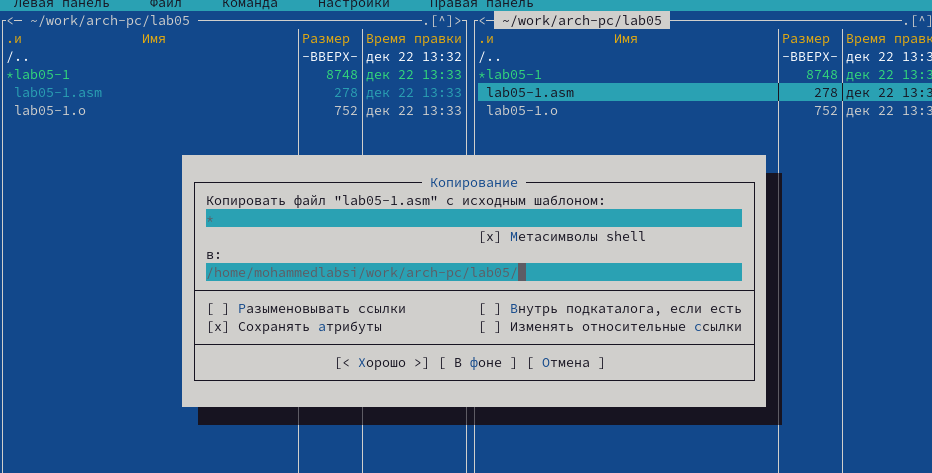 Левая панель Файл Команда Настройки Правая панель
<─ ~/work/arch-pc/lab05 .[^]> <─ ~/work/arch-pc/lab05 .[^]
.и Имя Размер Время правки .и Имя Размер Время правк
/.. -ВВЕРХ- дек 22 13:32 /.. -ВВЕРХ- дек 22 13:3
*lab05-1 8748 дек 22 13:33 *lab05-1 8748 дек 22 13:3
lab05-1.asm 278 дек 22 13:33 lab05-1.asm 278 дек 22 13:3
lab05-1.o 752 дек 22 13:33 lab05-1.o 752 дек 22 13:3
Копирование
Копировать файл "lab05-1.asm" с исходным шаблоном:
*
[x] Метасимволы shell
в:
/home/mohammedlabsi/work/arch-pc/lab05/
[ ] Разыменовывать ссылки [ ] Внутрь подкаталога, если есть
[x] Сохранять атрибуты [ ] Изменять относительные ссылки
[< Хорошо >] [ В фоне ] [ Отмена ]